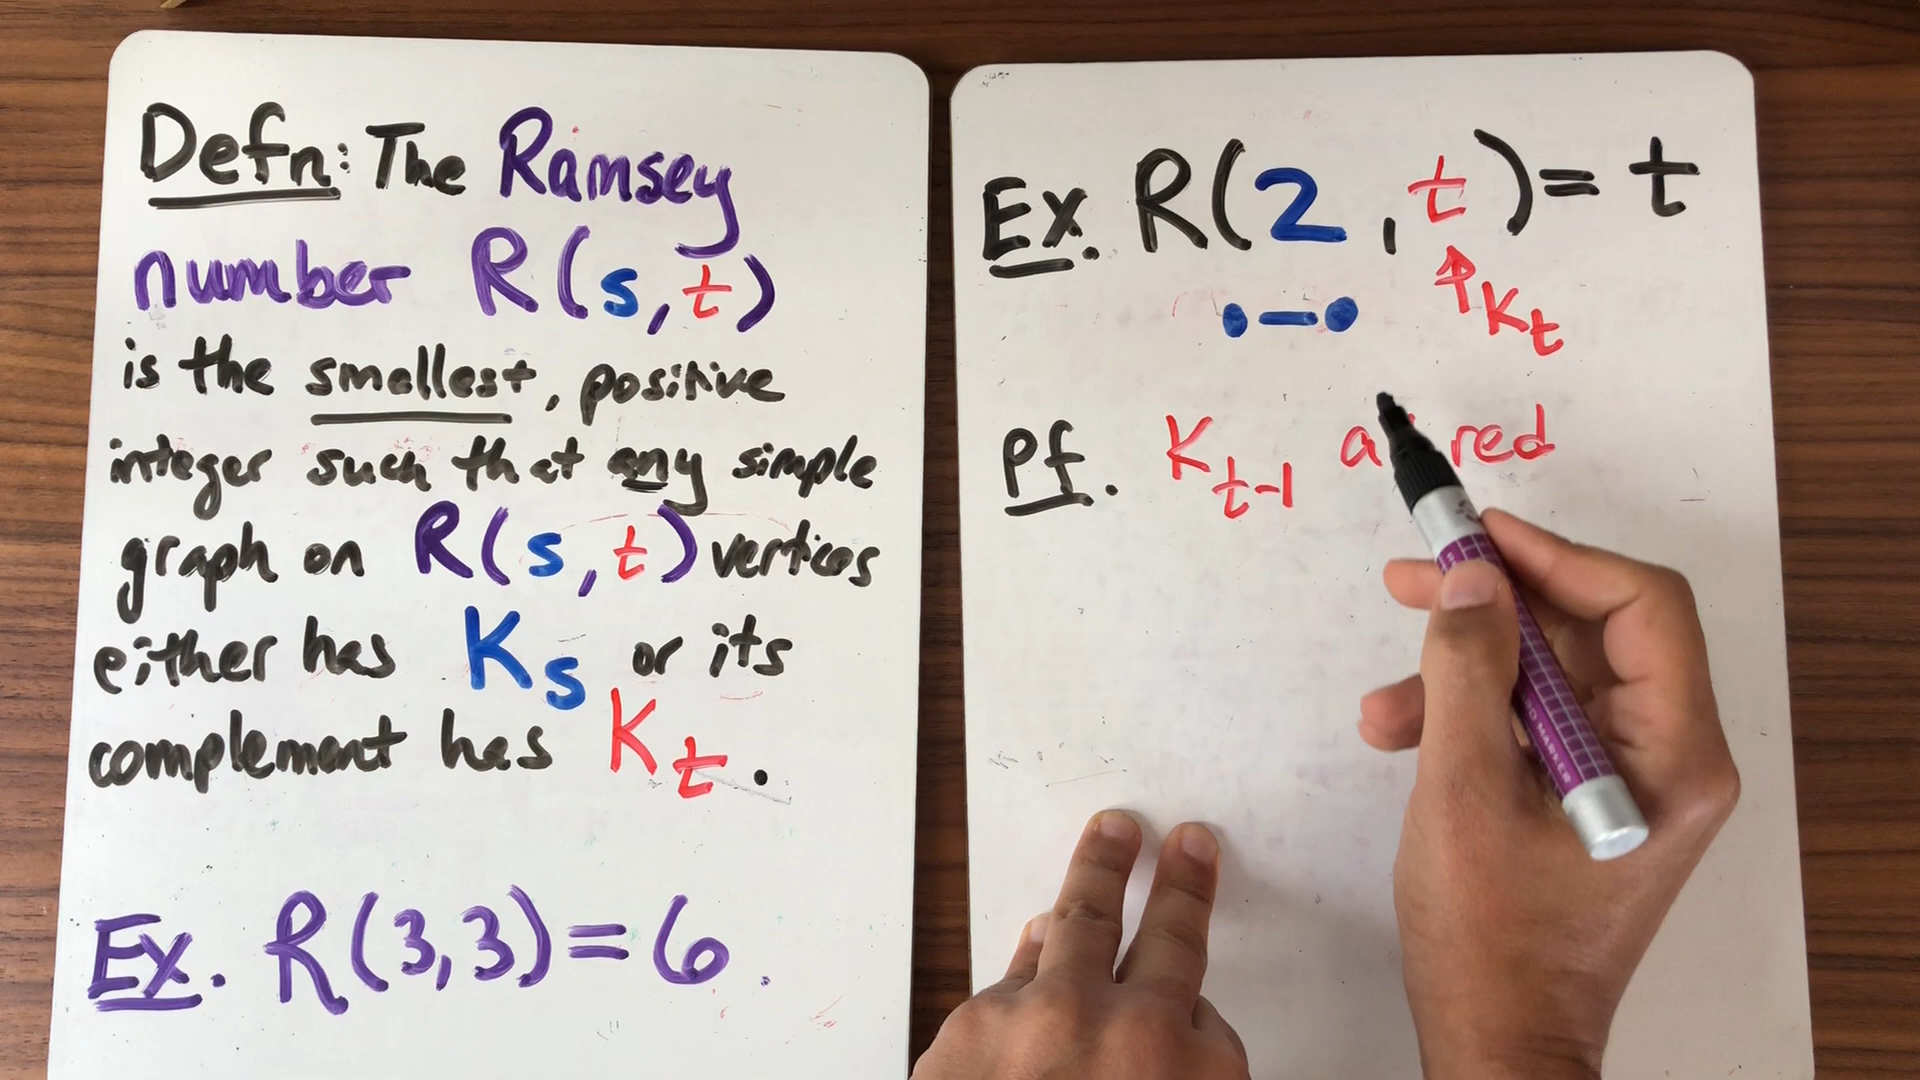 Defn: The Ramsey
number R(s,t)
is the smallest, positive
integer such that any simple
graph on R(s,t) vertices
either has Ks or its
complement has Kt.
Ex. R(3,3)=6.
Ex. R(2,t)=t
Kt
Pf. Kt-1 red